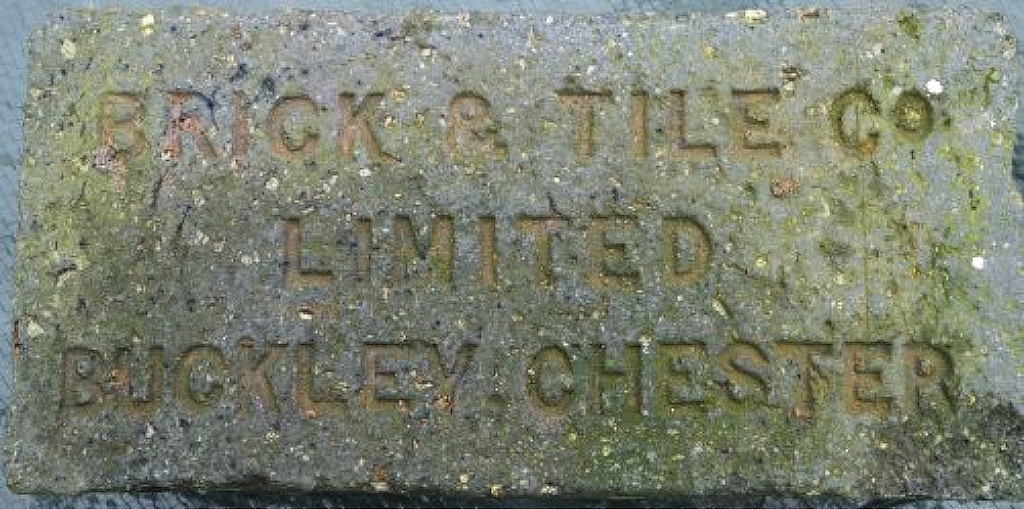 BRICK & TILE Co
LIMITED
BUCKLEY. CHESTER